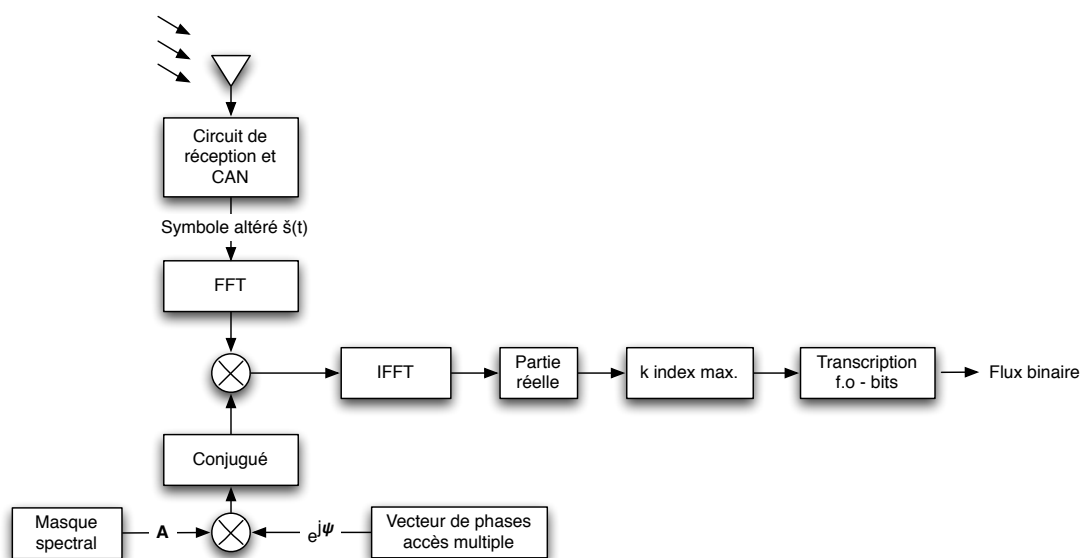 Circuit de
réception et
CAN
Symbole altéré š(t)
FFT
IFFT
Partie
réelle
k index max.
Transcription
f.o - bits
Flux binaire
Conjugué
Masque
spectral
A
e^jψ
Vecteur de phases
accès multiple